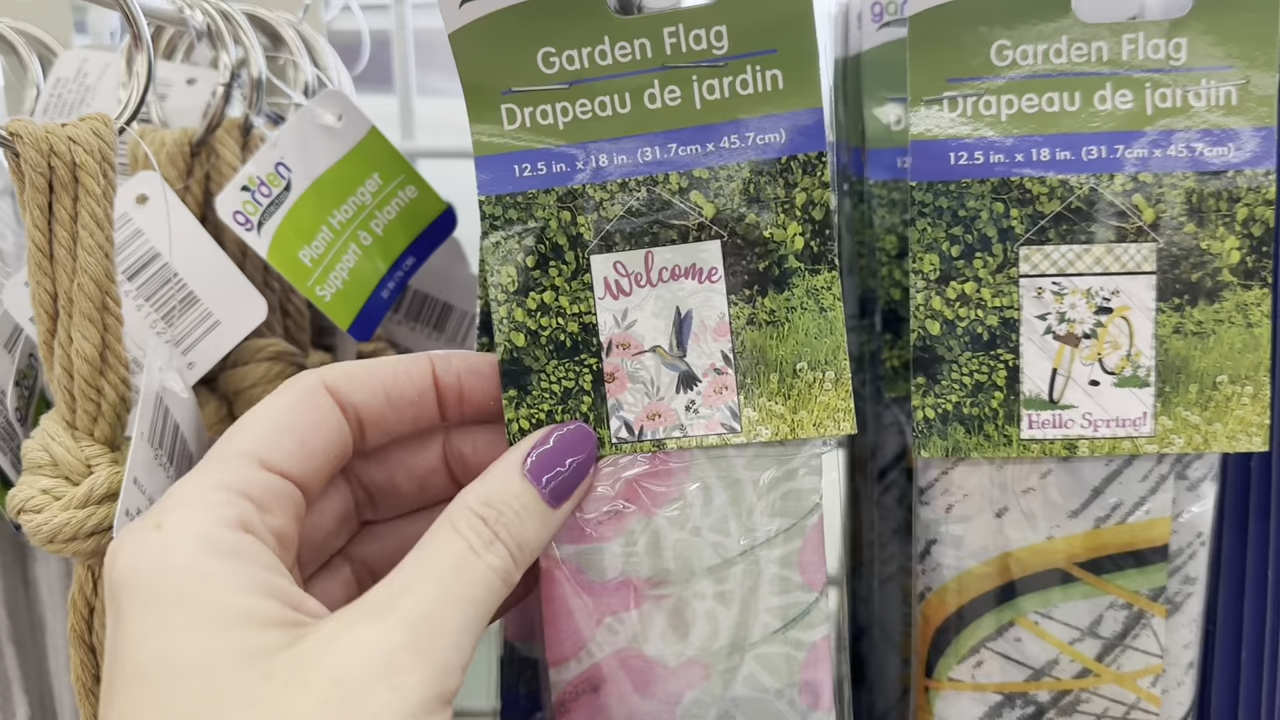 garden
collection
Plant Hanger
Support à plante
Garden Flag
Drapeau de jardin
12.5 in. x 18 in. (31.7cm x 45.7cm)
Welcome
Garden Flag
Drapeau de jardin
12.5 in. x 18 in. (31.7cm x 45.7cm)
Hello Spring!